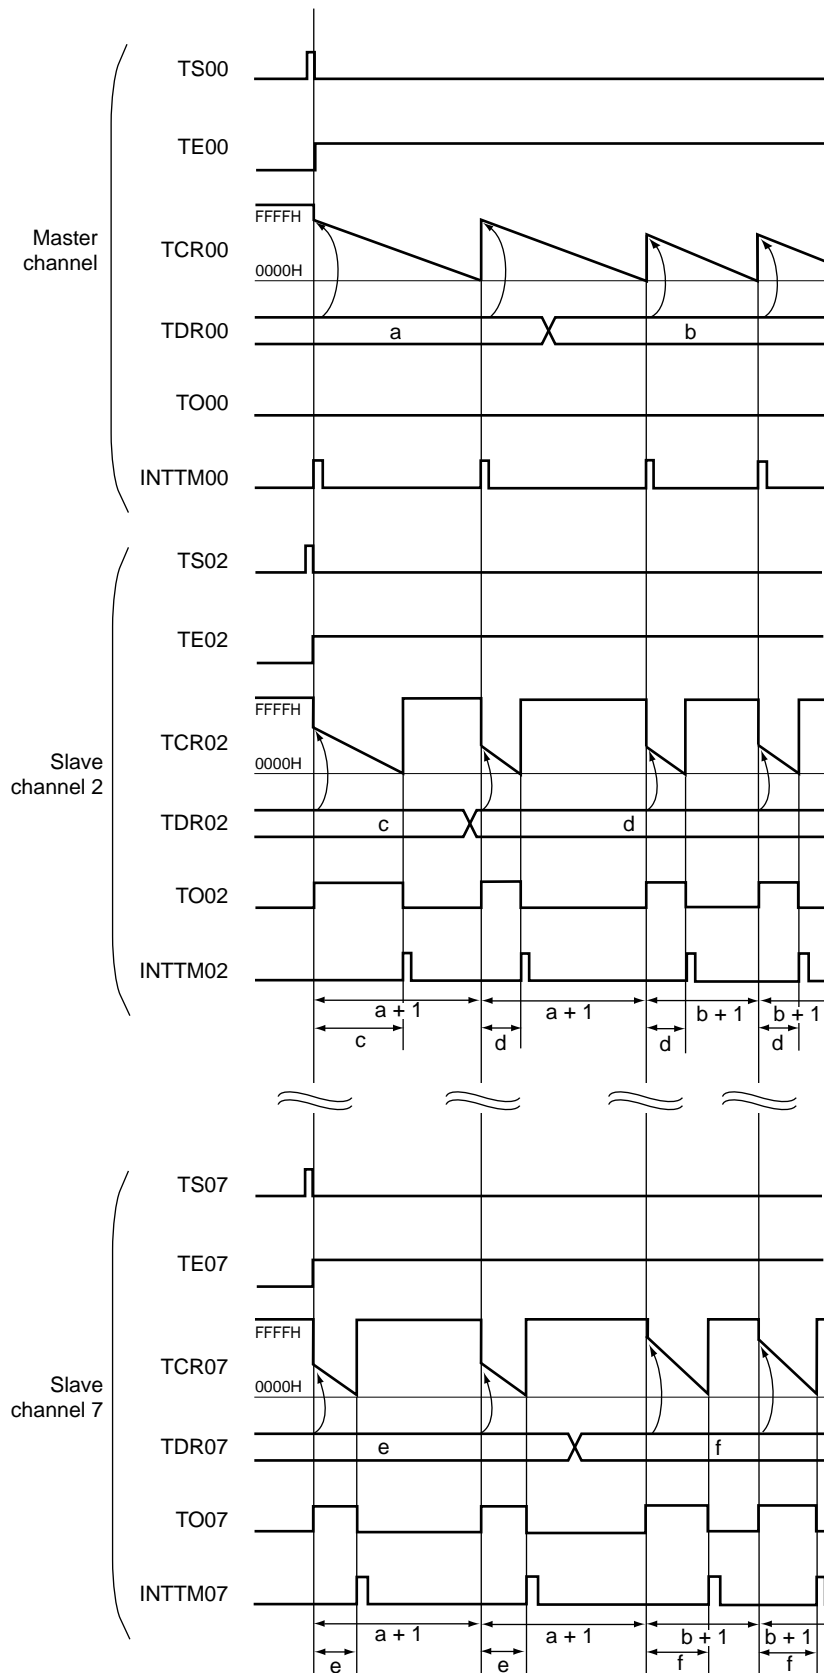 TS00
TE00
FFFFH
Master
channel
TCR00
0000H
TDR00
a
b
TO00
INTTM00
TS02
TE02
FFFFH
TCR02
Slave
channel 2
0000H
TDR02
c
d
TO02
INTTM02
a + 1
a + 1
b + 1
b + 1
c
d
d
d
TS07
TE07
FFFFH
TCR07
Slave
channel 7
0000H
TDR07
e
f
TO07
INTTM07
a + 1
a + 1
b + 1
b + 1
e
e
f
f